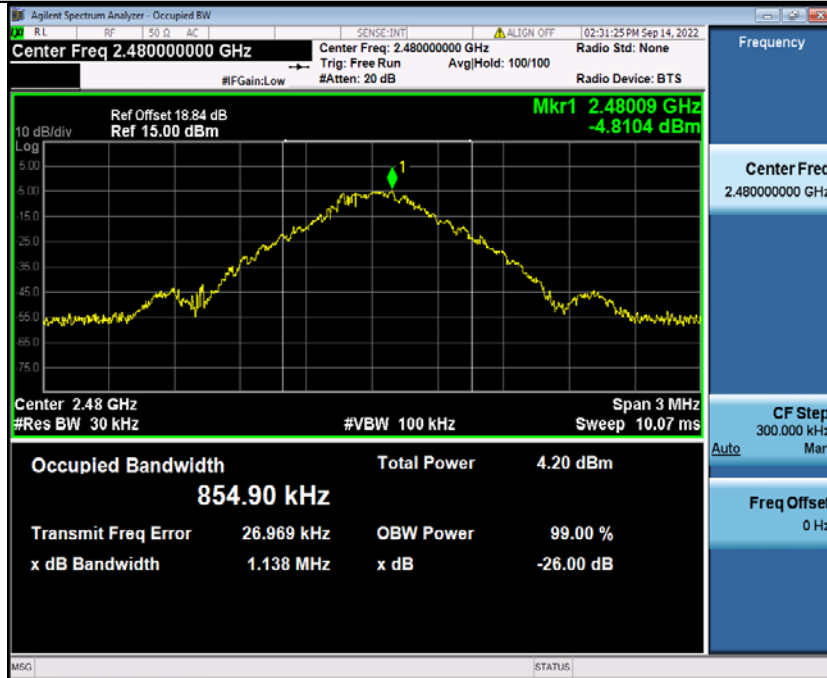 Agilent Spectrum Analyzer - Occupied BW
RL RF 50 Ω AC SENSE:INT ALIGN OFF 02:31:25 PM Sep 14, 2022
Center Freq 2.480000000 GHz
Center Freq: 2.480000000 GHz
Radio Std: None
Trig: Free Run Avg|Hold: 100/100
#IFGain:Low
#Atten: 20 dB
Radio Device: BTS
Ref Offset 18.84 dB
Mkr1 2.48009 GHz
10 dB/div Ref 15.00 dBm
-4.8104 dBm
Log
5.00
-5.00
-15.0
-25.0
-35.0
-45.0
-55.0
-65.0
-75.0
1
Center 2.48 GHz
Span 3 MHz
#Res BW 30 kHz
#VBW 100 kHz
Sweep 10.07 ms
Occupied Bandwidth
Total Power 4.20 dBm
854.90 kHz
Transmit Freq Error 26.969 kHz
OBW Power 99.00 %
x dB Bandwidth 1.138 MHz
x dB -26.00 dB
MSG
STATUS
Frequency
Center Freq
2.480000000 GHz
CF Step
300.000 kHz
Auto Man
Freq Offset
0 Hz